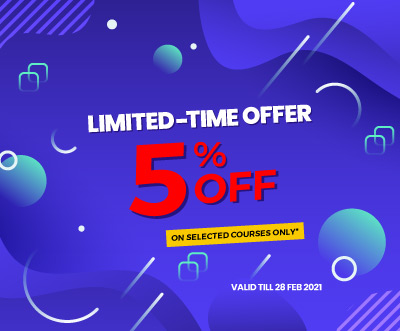 LIMITED-TIME OFFER
5% OFF
ON SELECTED COURSES ONLY*
VALID TILL 28 FEB 2021